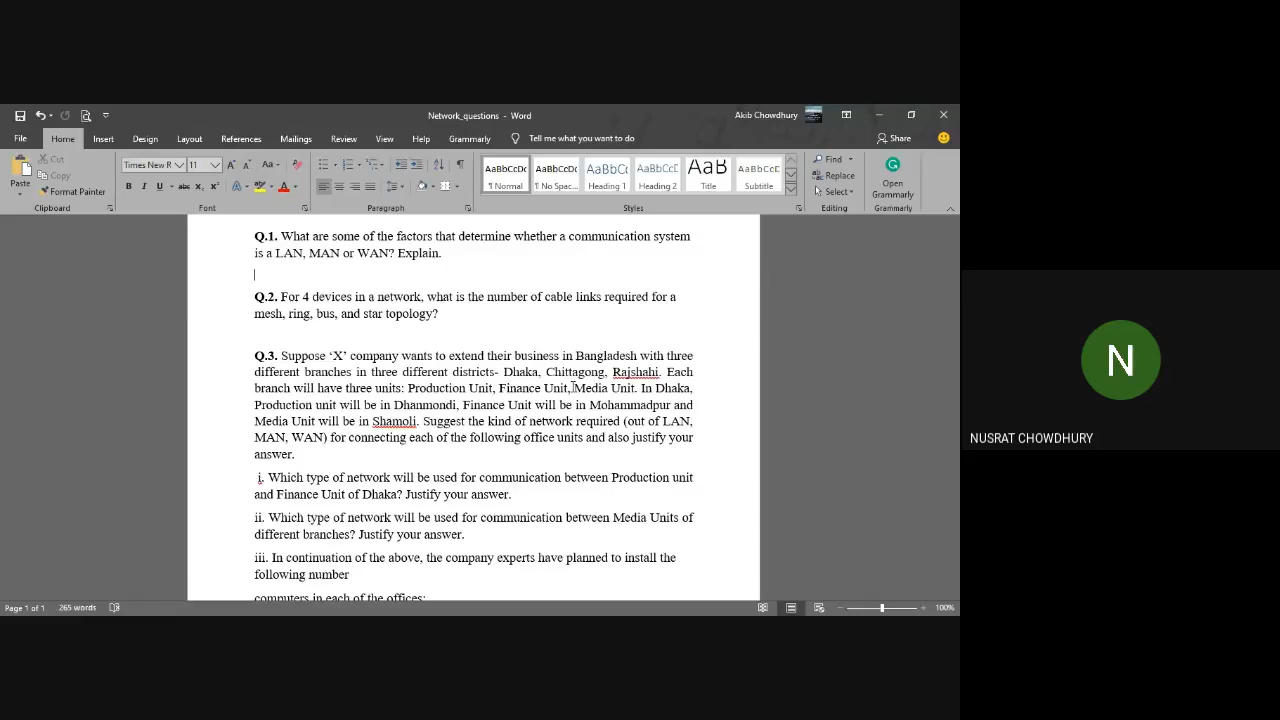 Network_questions - Word
Akib Chowdhury
File Home Insert Design Layout References Mailings Review View Help Grammarly Tell me what you want to do Share
Paste
Cut
Copy
Format Painter
Clipboard
Times New R 11
Font
Paragraph
AaBbCcDc AaBbCcDc AaBbCc AaBbCcD AaB AaBbCcD
¶ Normal ¶ No Spac... Heading 1 Heading 2 Title Subtitle
Styles
Find
Replace
Select
Editing
Open
Grammarly
Grammarly
Q.1. What are some of the factors that determine whether a communication system
is a LAN, MAN or WAN? Explain.
Q.2. For 4 devices in a network, what is the number of cable links required for a
mesh, ring, bus, and star topology?
Q.3. Suppose ‘X’ company wants to extend their business in Bangladesh with three
different branches in three different districts- Dhaka, Chittagong, Rajshahi. Each
branch will have three units: Production Unit, Finance Unit, Media Unit. In Dhaka,
Production unit will be in Dhanmondi, Finance Unit will be in Mohammadpur and
Media Unit will be in Shamoli. Suggest the kind of network required (out of LAN,
MAN, WAN) for connecting each of the following office units and also justify your
answer.
i. Which type of network will be used for communication between Production unit
and Finance Unit of Dhaka? Justify your answer.
ii. Which type of network will be used for communication between Media Units of
different branches? Justify your answer.
iii. In continuation of the above, the company experts have planned to install the
following number
computers in each of the offices:
Page 1 of 1 265 words 100%
N
NUSRAT CHOWDHURY